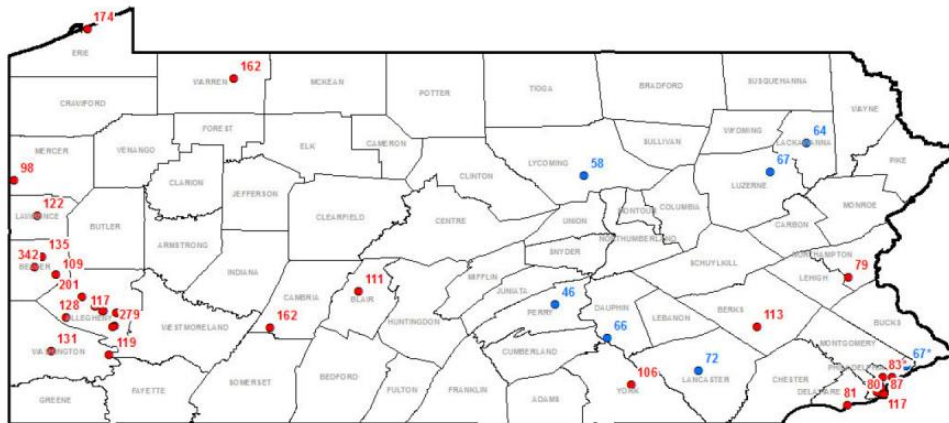 174
ERIE
162
WARREN
MCKEAN
TIOGA
BRADFORD
SUSQUEHANNA
CRAWFORD
POTTER
WAYNE
WYOMING
64
LACKAWANNA
FOREST
CAMERON
SULLIVAN
MERCER
VENANGO
ELK
LYCOMING
58
67
PIKE
98
CLARION
CLINTON
LUZERNE
JEFFERSON
122
LAWRENCE
CLEARFIELD
COLUMBIA
MONROE
BUTLER
CENTRE
UNION
MONTOUR
CARBON
ARMSTRONG
NORTHUMBERLAND
135
SNYDER
NORTHAMPTON
342
BEAVER
109
INDIANA
MIFFLIN
SCHUYLKILL
79
LEHIGH
201
111
BLAIR
JUNIATA
46
CAMBRIA
PERRY
DAUPHIN
128
117
279
ALLEGHENY
162
LEBANON
BERKS
113
BUCKS
WESTMORELAND
HUNTINGDON
66
131
WASHINGTON
119
CUMBERLAND
72
MONTGOMERY
67*
PHILADELPHIA
83*
SOMERSET
BEDFORD
FULTON
FRANKLIN
ADAMS
106
YORK
LANCASTER
CHESTER
DELAWARE
80
87
GREENE
FAYETTE
81
117